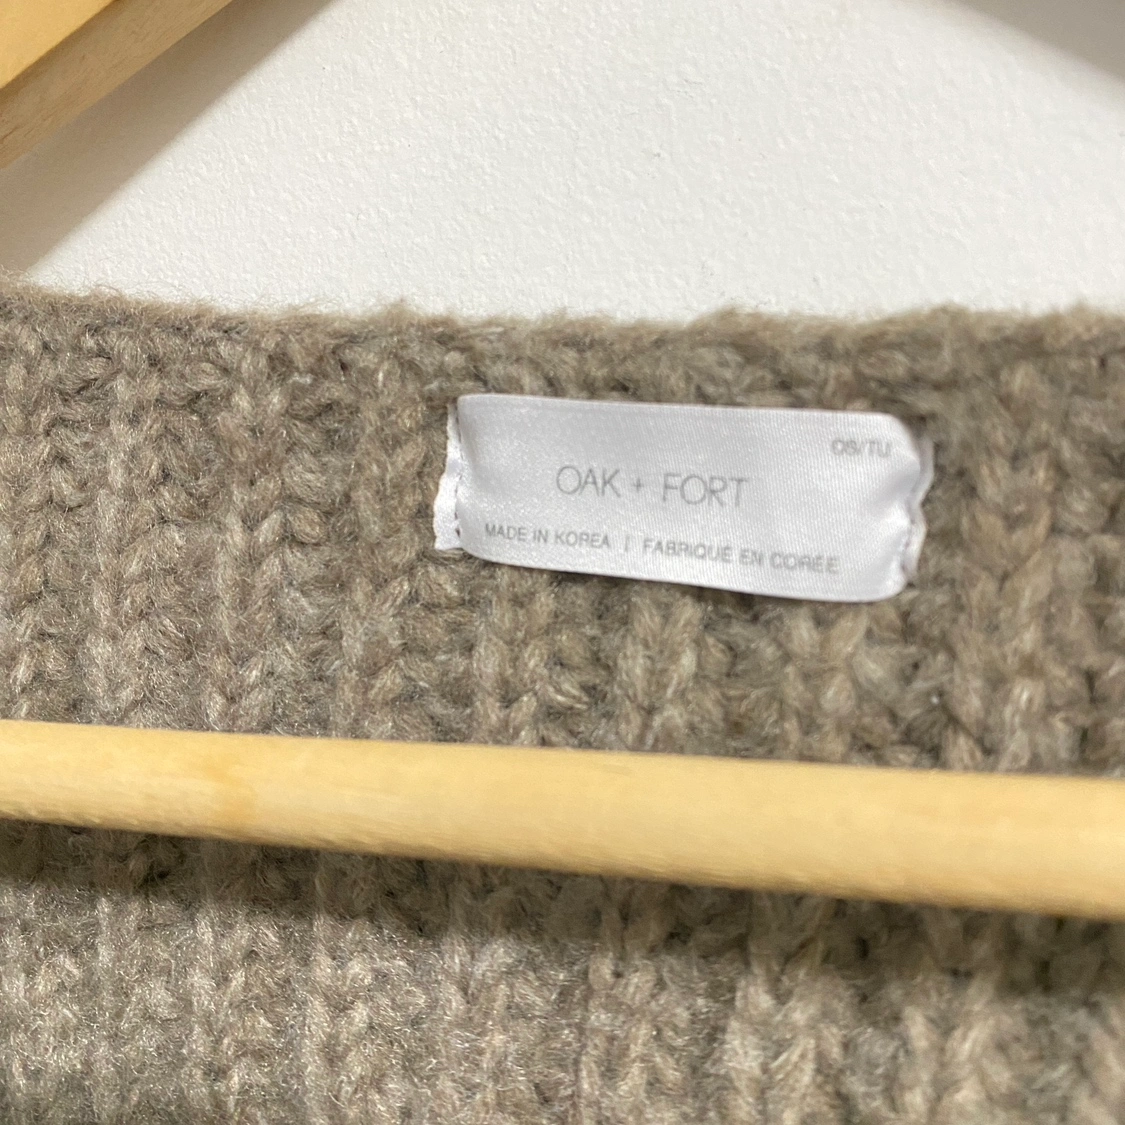 OS/TU
OAK + FORT
MADE IN KOREA | FABRIQUÉ EN CORÉE